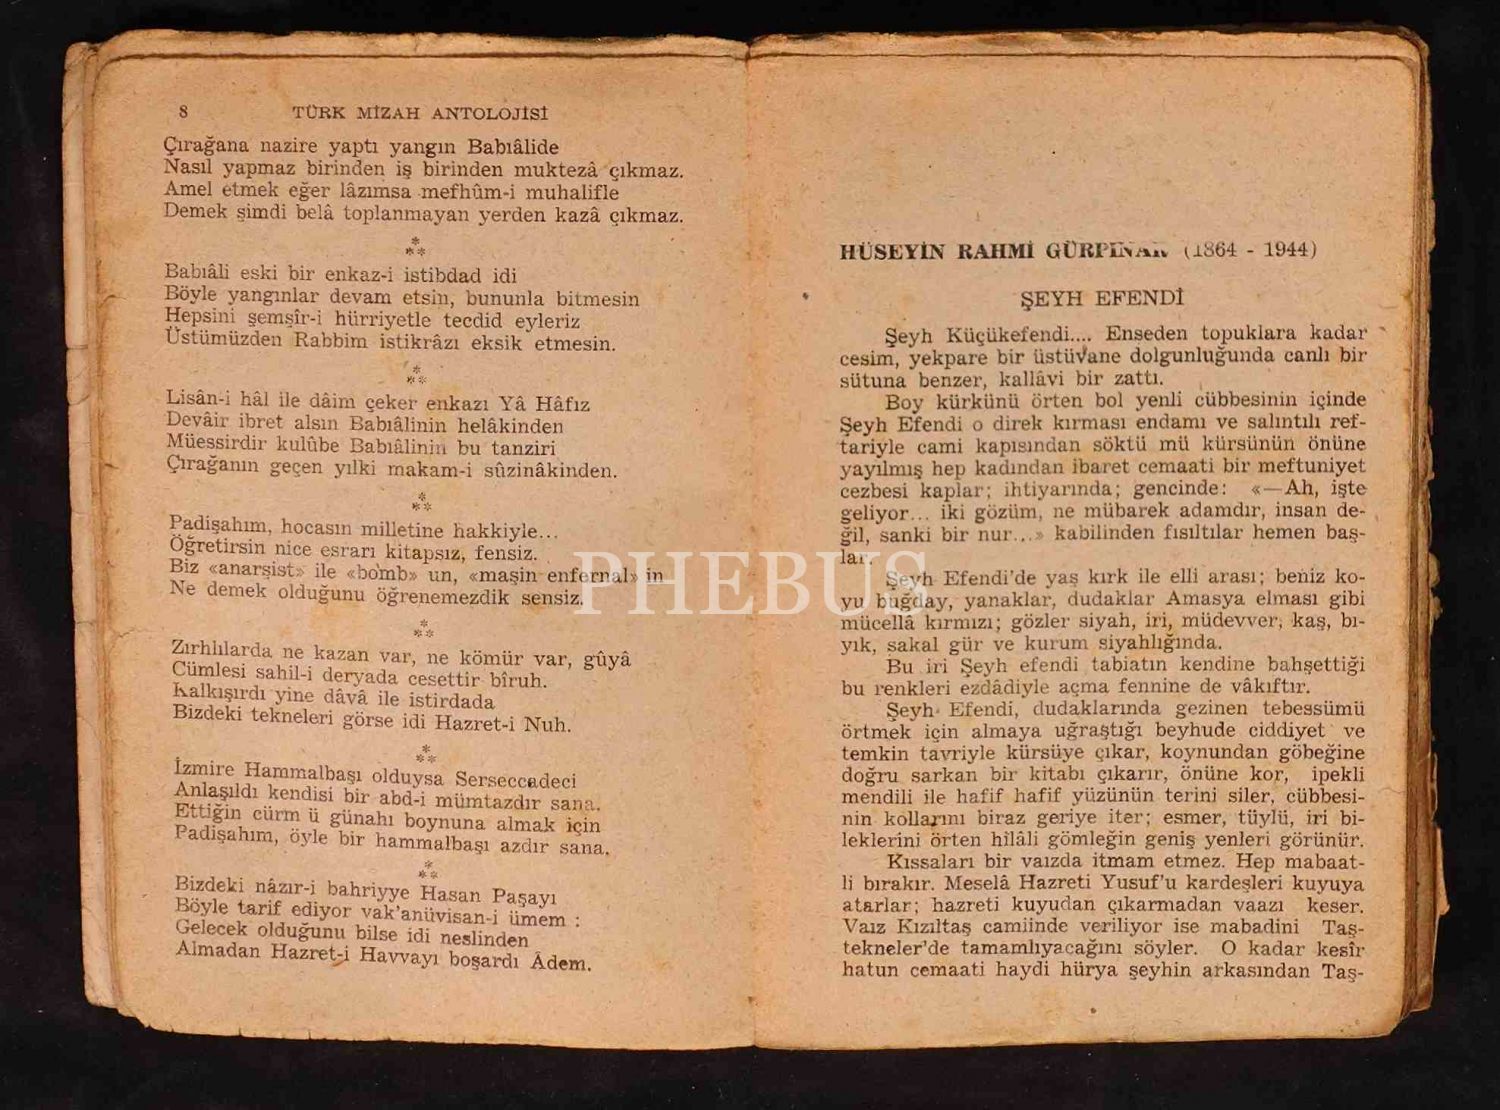 8 TÜRK MİZAH ANTOLOJİSİ
Çırağana nazire yaptı yangın Babıâlide
Nasıl yapmaz birinden iş birinden muktezâ çıkmaz.
Amel etmek eğer lâzımsa mefhûm-i muhalifle
Demek şimdi belâ toplanmayan yerden kazâ çıkmaz.
***
Babıâli eski bir enkaz-i istibdad idi
Böyle yangınlar devam etsin, bununla bitmesin
Hepsini şemşîr-i hürriyetle tecdid eyleriz
Üstümüzden Rabbim istikrâzı eksik etmesin.
***
Lisân-i hâl ile dâim çeker enkazı Yâ Hâfız
Devâir ibret alsın Babıâlinin helâkinden
Müessirdir kulûbe Babıâlinin bu tanziri
Çırağanın geçen yılki makam-i sûzinâkinden.
***
Padişahım, hocasın milletine hakkiyle...
Öğretirsin nice esrarı kitapsız, fensiz.
Biz «anarşist» ile «bomb» un, «maşin enfernal» in
Ne demek olduğunu öğrenemezdik sensiz.
***
Zırhlılarda ne kazan var, ne kömür var, gûyâ
Cümlesi sahil-i deryada cesettir bîruh.
Kalkışırdı yine dâvâ ile istirdada
Bizdeki tekneleri görse idi Hazret-i Nuh.
***
İzmire Hammalbaşı olduysa Serseccadeci
Anlaşıldı kendisi bir abd-i mümtazdır sana.
Ettiğin cürm ü günahı boynuna almak için
Padişahım, öyle bir hammalbaşı azdır sana.
***
Bizdeki nâzır-i bahriyye Hasan Paşayı
Böyle tarif ediyor vak'anüvisan-i ümem :
Gelecek olduğunu bilse idi neslinden
Almadan Hazret-i Havvayı boşardı Âdem.
HÜSEYİN RAHMİ GÜRPINAR (1864 - 1944)
ŞEYH EFENDİ
Şeyh Küçükefendi.... Enseden topuklara kadar
cesim, yekpare bir üstüvane dolgunluğunda canlı bir
sütuna benzer, kallâvi bir zattı.
Boy kürkünü örten bol yenli cübbesinin içinde
Şeyh Efendi o direk kırması endamı ve salıntılı ref-
tariyle cami kapısından söktü mü kürsünün önüne
yayılmış hep kadından ibaret cemaati bir meftuniyet
cezbesi kaplar; ihtiyarında; gencinde: «—Ah, işte
geliyor... iki gözüm, ne mübarek adamdır, insan de-
ğil, sanki bir nur...» kabilinden fısıltılar hemen baş-
lar.
Şeyh Efendi'de yaş kırk ile elli arası; beniz ko-
yu buğday, yanaklar, dudaklar Amasya elması gibi
mücellâ kırmızı; gözler siyah, iri, müdevver; kaş, bı-
yık, sakal gür ve kurum siyahlığında.
Bu iri Şeyh efendi tabiatın kendine bahşettiği
bu renkleri ezdâdiyle açma fennine de vâkıftır.
Şeyh Efendi, dudaklarında gezinen tebessümü
örtmek için almaya uğraştığı beyhude ciddiyet ve
temkin tavriyle kürsüye çıkar, koynundan göbeğine
doğru sarkan bir kitabı çıkarır, önüne kor, ipekli
mendili ile hafif hafif yüzünün terini siler, cübbesi-
nin kollarını biraz geriye iter; esmer, tüylü, iri bi-
leklerini örten hilâli gömleğin geniş yenleri görünür.
Kıssaları bir vaızda itmam etmez. Hep mabaat-
li bırakır. Meselâ Hazreti Yusuf'u kardeşleri kuyuya
atarlar; hazreti kuyudan çıkarmadan vaazı keser.
Vaız Kızıltaş camiinde veriliyor ise mabadini Taş-
tekneler'de tamamlıyacağını söyler. O kadar kesîr
hatun cemaati haydi hürya şeyhin arkasından Taş-
PHEBUS